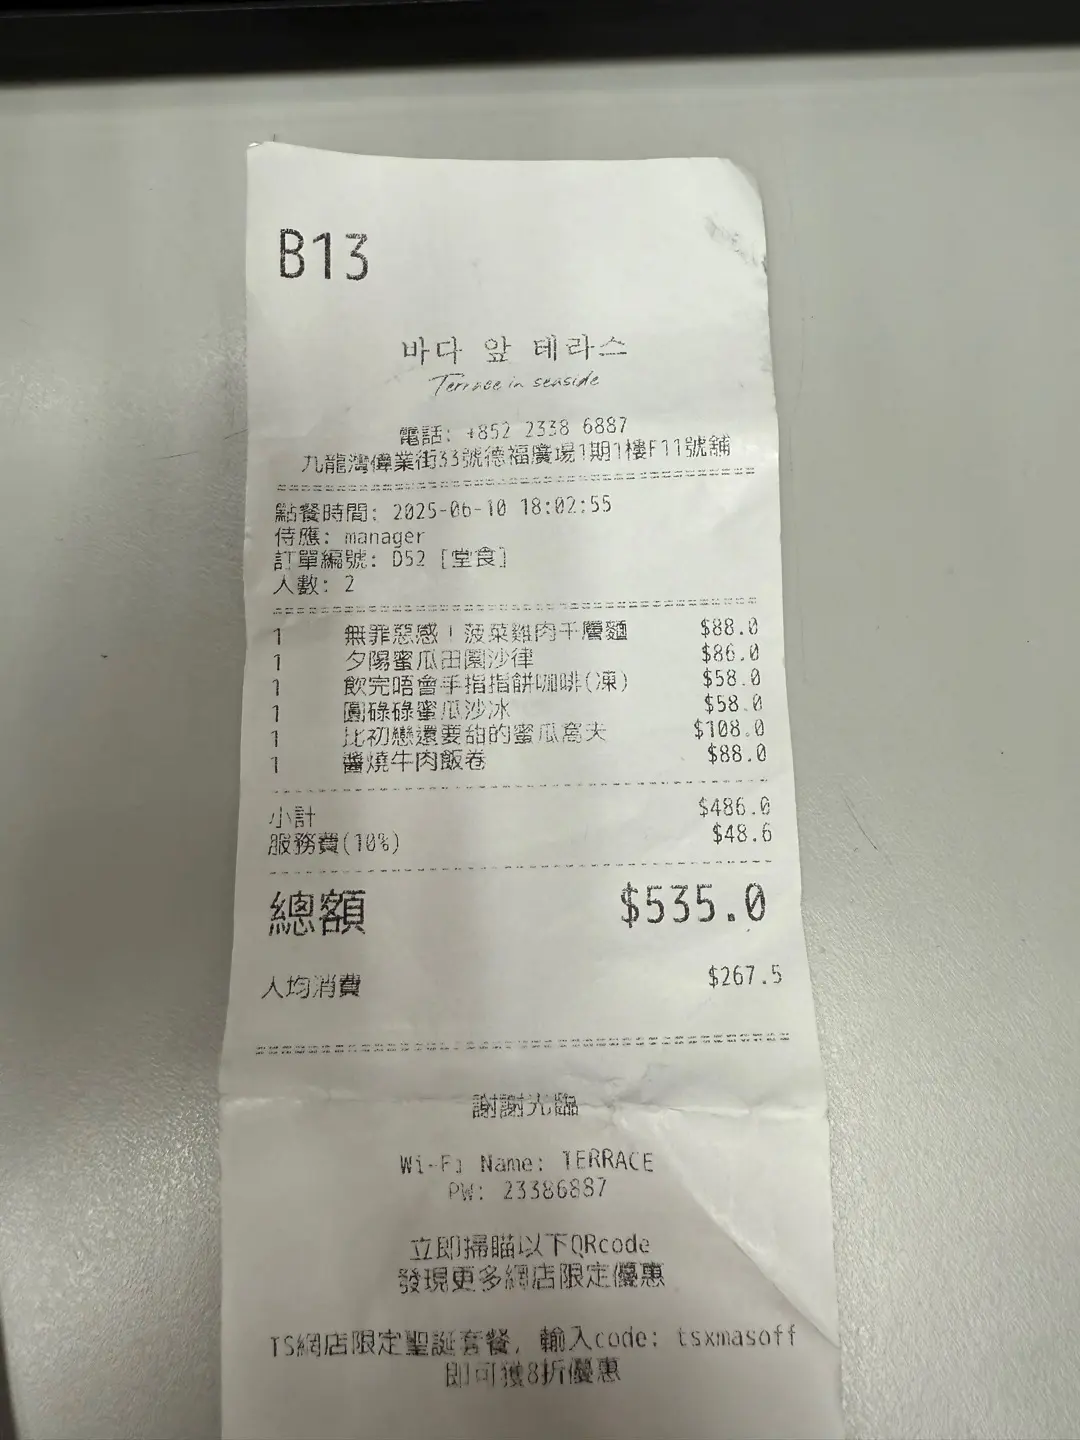 B13
바다 앞 테라스
Terrace in seaside
電話: +852 2338 6887
九龍灣偉業街33號德福廣場1期1樓F11號舖
點餐時間: 2025-06-10 18:02:55
侍應: manager
訂單編號: D52 [堂食]
人數: 2
1 無罪惡感！菠菜雞肉千層麵 $88.0
1 夕陽蜜瓜田園沙律 $86.0
1 飲完唔會手指指餅咖啡(凍) $58.0
1 圓碌碌蜜瓜沙冰 $58.0
1 比初戀還要甜的蜜瓜窩夫 $108.0
1 醬燒牛肉飯卷 $88.0
小計 $486.0
服務費(10%) $48.6
總額 $535.0
人均消費 $267.5
謝謝光臨
Wi-Fi Name: TERRACE
PW: 23386887
立即掃瞄以下QRcode
發現更多網店限定優惠
TS網店限定聖誕套餐, 輸入code: tsxmasoff
即可獲8折優惠